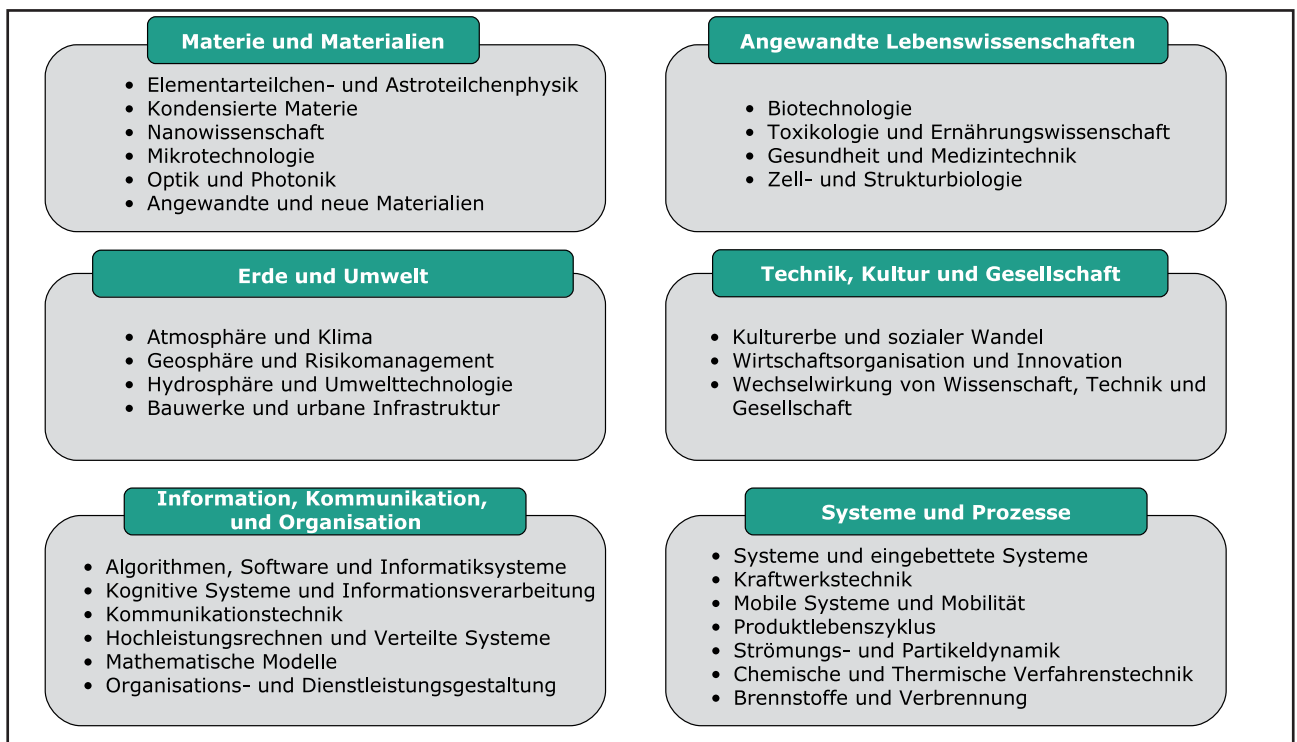 Materie und Materialien
• Elementarteilchen- und Astroteilchenphysik
• Kondensierte Materie
• Nanowissenschaft
• Mikrotechnologie
• Optik und Photonik
• Angewandte und neue Materialien
Angewandte Lebenswissenschaften
• Biotechnologie
• Toxikologie und Ernährungswissenschaft
• Gesundheit und Medizintechnik
• Zell- und Strukturbiologie
Erde und Umwelt
• Atmosphäre und Klima
• Geosphäre und Risikomanagement
• Hydrosphäre und Umwelttechnologie
• Bauwerke und urbane Infrastruktur
Technik, Kultur und Gesellschaft
• Kulturerbe und sozialer Wandel
• Wirtschaftsorganisation und Innovation
• Wechselwirkung von Wissenschaft, Technik und
Gesellschaft
Information, Kommunikation,
und Organisation
• Algorithmen, Software und Informatiksysteme
• Kognitive Systeme und Informationsverarbeitung
• Kommunikationstechnik
• Hochleistungsrechnen und Verteilte Systeme
• Mathematische Modelle
• Organisations- und Dienstleistungsgestaltung
Systeme und Prozesse
• Systeme und eingebettete Systeme
• Kraftwerkstechnik
• Mobile Systeme und Mobilität
• Produktlebenszyklus
• Strömungs- und Partikeldynamik
• Chemische und Thermische Verfahrenstechnik
• Brennstoffe und Verbrennung